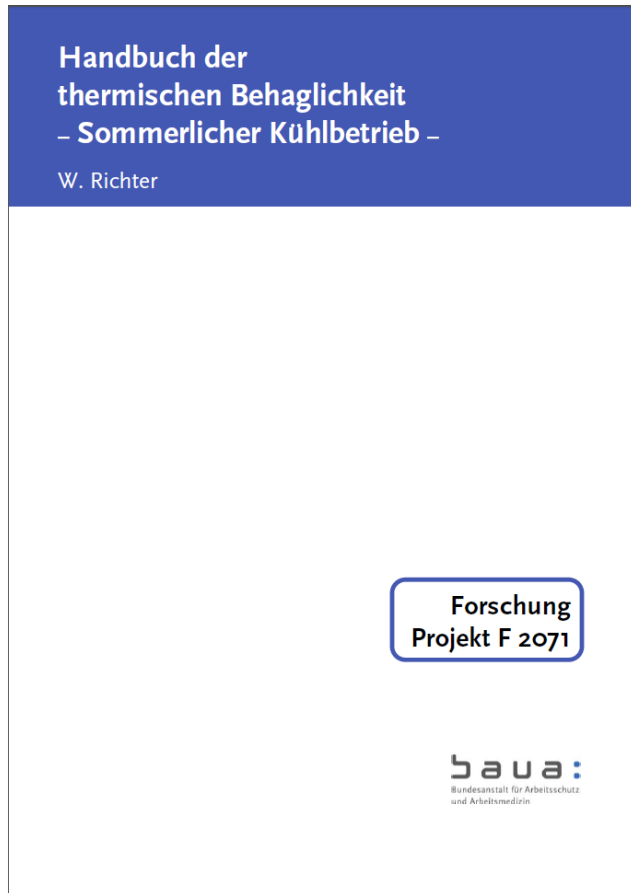 Handbuch der
thermischen Behaglichkeit
– Sommerlicher Kühlbetrieb –
W. Richter
Forschung
Projekt F 2071
baua:
Bundesanstalt für Arbeitsschutz
und Arbeitsmedizin